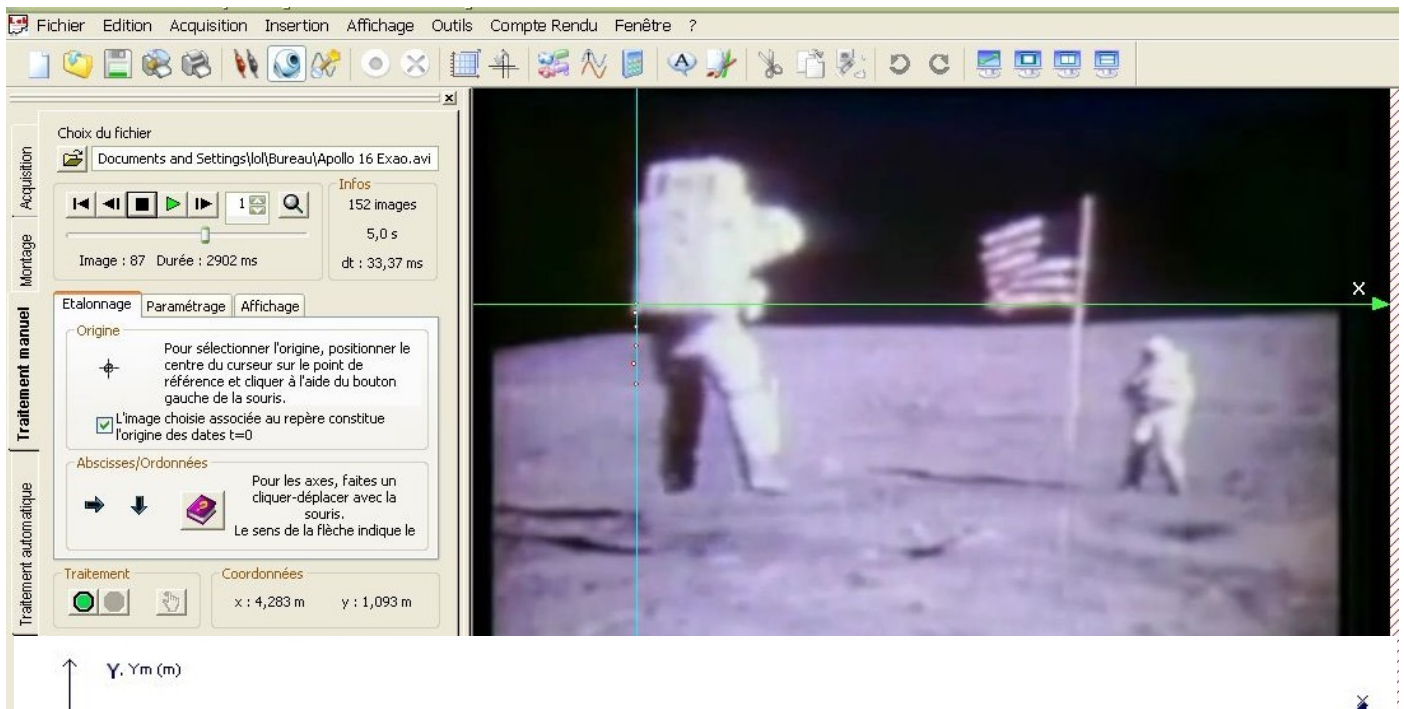 Fichier Edition Acquisition Insertion Affichage Outils Compte Rendu Fenêtre ?
Acquisition
Montage
Traitement manuel
Traitement automatique
Choix du fichier
Documents and Settings\lol\Bureau\Apollo 16 Exao.avi
1
Image : 87 Durée : 2902 ms
Infos
152 images
5,0 s
dt : 33,37 ms
Etalonnage Paramétrage Affichage
Origine
Pour sélectionner l'origine, positionner le
centre du curseur sur le point de
référence et cliquer à l'aide du bouton
gauche de la souris.
L'image choisie associée au repère constitue
l'origine des dates t=0
Abscisses/Ordonnées
Pour les axes, faites un
cliquer-déplacer avec la
souris.
Le sens de la flèche indique le
Traitement
Coordonnées
x : 4,283 m y : 1,093 m
X
Y. Ym (m)